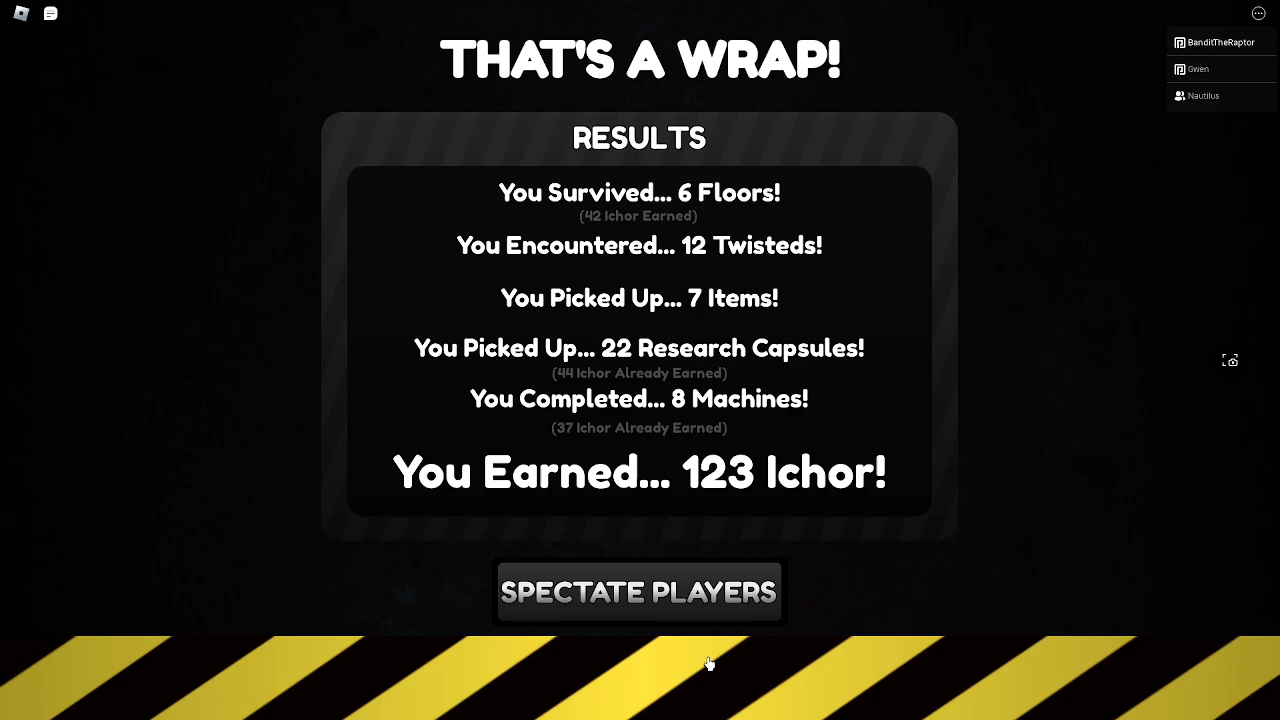 THAT'S A WRAP!
BanditTheRaptor
Gwen
Nautilus
RESULTS
You Survived... 6 Floors!
(42 Ichor Earned)
You Encountered... 12 Twisteds!
You Picked Up... 7 Items!
You Picked Up... 22 Research Capsules!
(44 Ichor Already Earned)
You Completed... 8 Machines!
(37 Ichor Already Earned)
You Earned... 123 Ichor!
SPECTATE PLAYERS